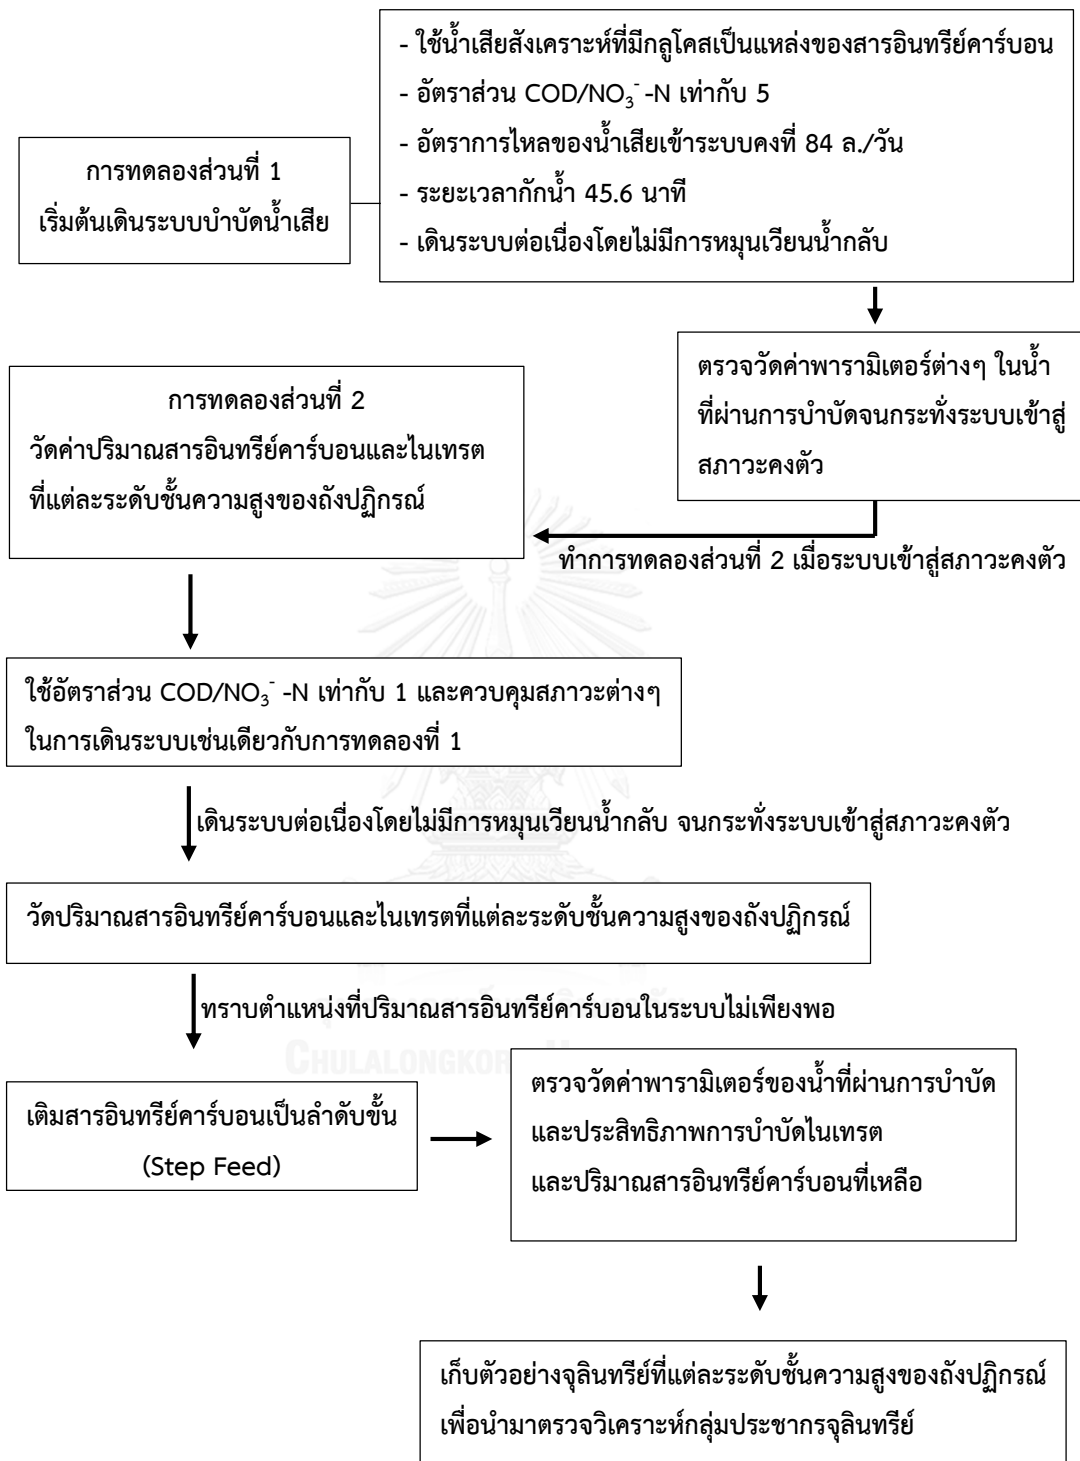 - ใช้น้ำเสียสังเคราะห์ที่มีกลูโคสเป็นแหล่งของสารอินทรีย์คาร์บอน
- อัตราส่วน COD/NO₃⁻ -N เท่ากับ 5
- อัตราการไหลของน้ำเสียเข้าระบบคงที่ 84 ล./วัน
- ระยะเวลากักน้ำ 45.6 นาที
- เดินระบบต่อเนื่องโดยไม่มีการหมุนเวียนน้ำกลับ
การทดลองส่วนที่ 1
เริ่มต้นเดินระบบบำบัดน้ำเสีย
ตรวจวัดค่าพารามิเตอร์ต่างๆ ในน้ำ
ที่ผ่านการบำบัดจนกระทั่งระบบเข้าสู่
สภาวะคงตัว
การทดลองส่วนที่ 2
วัดค่าปริมาณสารอินทรีย์คาร์บอนและไนเทรต
ที่แต่ละระดับชั้นความสูงของถังปฏิกรณ์
ทำการทดลองส่วนที่ 2 เมื่อระบบเข้าสู่สภาวะคงตัว
ใช้อัตราส่วน COD/NO₃⁻ -N เท่ากับ 1 และควบคุมสภาวะต่างๆ
ในการเดินระบบเช่นเดียวกับการทดลองที่ 1
เดินระบบต่อเนื่องโดยไม่มีการหมุนเวียนน้ำกลับ จนกระทั่งระบบเข้าสู่สภาวะคงตัว
วัดปริมาณสารอินทรีย์คาร์บอนและไนเทรตที่แต่ละระดับชั้นความสูงของถังปฏิกรณ์
ทราบตำแหน่งที่ปริมาณสารอินทรีย์คาร์บอนในระบบไม่เพียงพอ
CHULALONGKOR
เติมสารอินทรีย์คาร์บอนเป็นลำดับขั้น
(Step Feed)
ตรวจวัดค่าพารามิเตอร์ของน้ำที่ผ่านการบำบัด
และประสิทธิภาพการบำบัดไนเทรต
และปริมาณสารอินทรีย์คาร์บอนที่เหลือ
เก็บตัวอย่างจุลินทรีย์ที่แต่ละระดับชั้นความสูงของถังปฏิกรณ์
เพื่อนำมาตรวจวิเคราะห์กลุ่มประชากรจุลินทรีย์